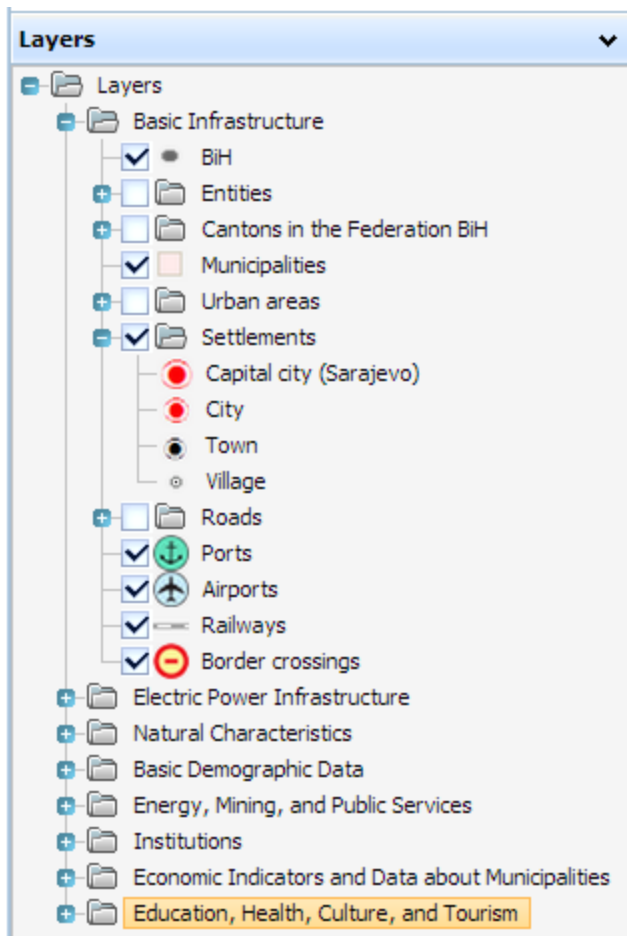 Layers
Layers
Basic Infrastructure
BiH
Entities
Cantons in the Federation BiH
Municipalities
Urban areas
Settlements
Capital city (Sarajevo)
City
Town
Village
Roads
Ports
Airports
Railways
Border crossings
Electric Power Infrastructure
Natural Characteristics
Basic Demographic Data
Energy, Mining, and Public Services
Institutions
Economic Indicators and Data about Municipalities
Education, Health, Culture, and Tourism